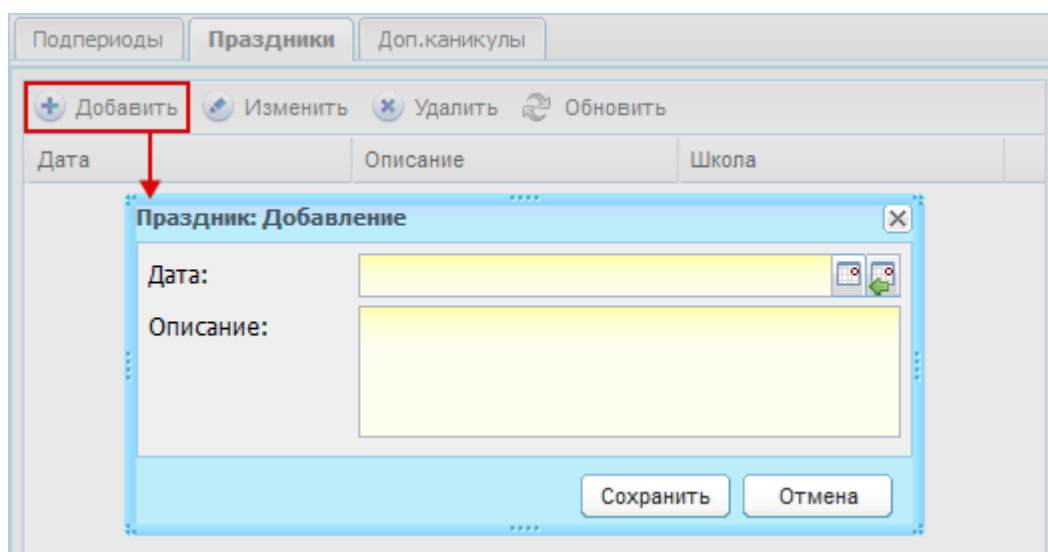 Подпериоды Праздники Доп.каникулы
Добавить Изменить Удалить Обновить
Дата Описание Школа
Праздник: Добавление
Дата:
Описание:
Сохранить Отмена